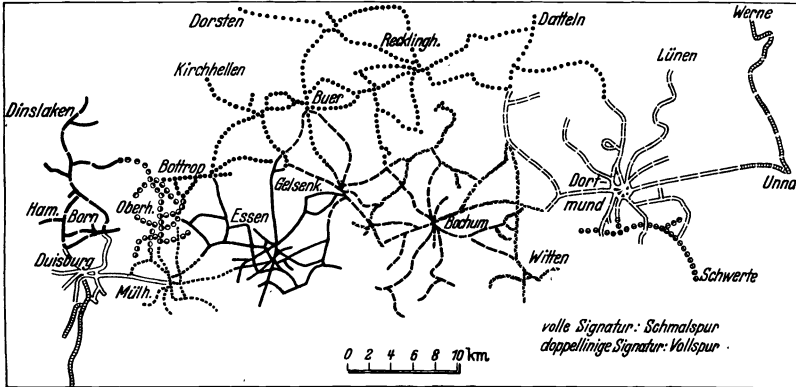 Dorsten
Datteln
Werne
Recklingh.
Lünen
Kirchhellen
Buer
Dinslaken
Bottrop
Gelsenk.
Dort-
mund
Unna
Ham.
Born
Oberh.
Essen
Bochum
Duisburg
Witten
Schwerte
Mülh.
volle Signatur: Schmalspur
doppellinige Signatur: Vollspur
0 2 4 6 8 10 km.